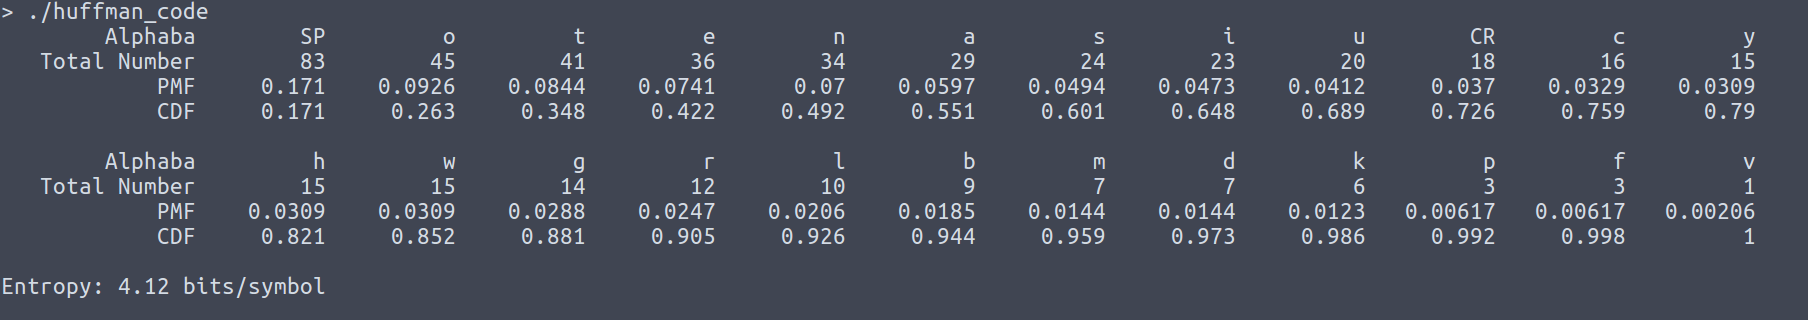 > ./huffman_code
Alphaba SP o t e n a s i u CR c y
Total Number 83 45 41 36 34 29 24 23 20 18 16 15
PMF 0.171 0.0926 0.0844 0.0741 0.07 0.0597 0.0494 0.0473 0.0412 0.037 0.0329 0.0309
CDF 0.171 0.263 0.348 0.422 0.492 0.551 0.601 0.648 0.689 0.726 0.759 0.79
Alphaba h w g r l b m d k p f v
Total Number 15 15 14 12 10 9 7 7 6 3 3 1
PMF 0.0309 0.0309 0.0288 0.0247 0.0206 0.0185 0.0144 0.0144 0.0123 0.00617 0.00617 0.00206
CDF 0.821 0.852 0.881 0.905 0.926 0.944 0.959 0.973 0.986 0.992 0.998 1
Entropy: 4.12 bits/symbol